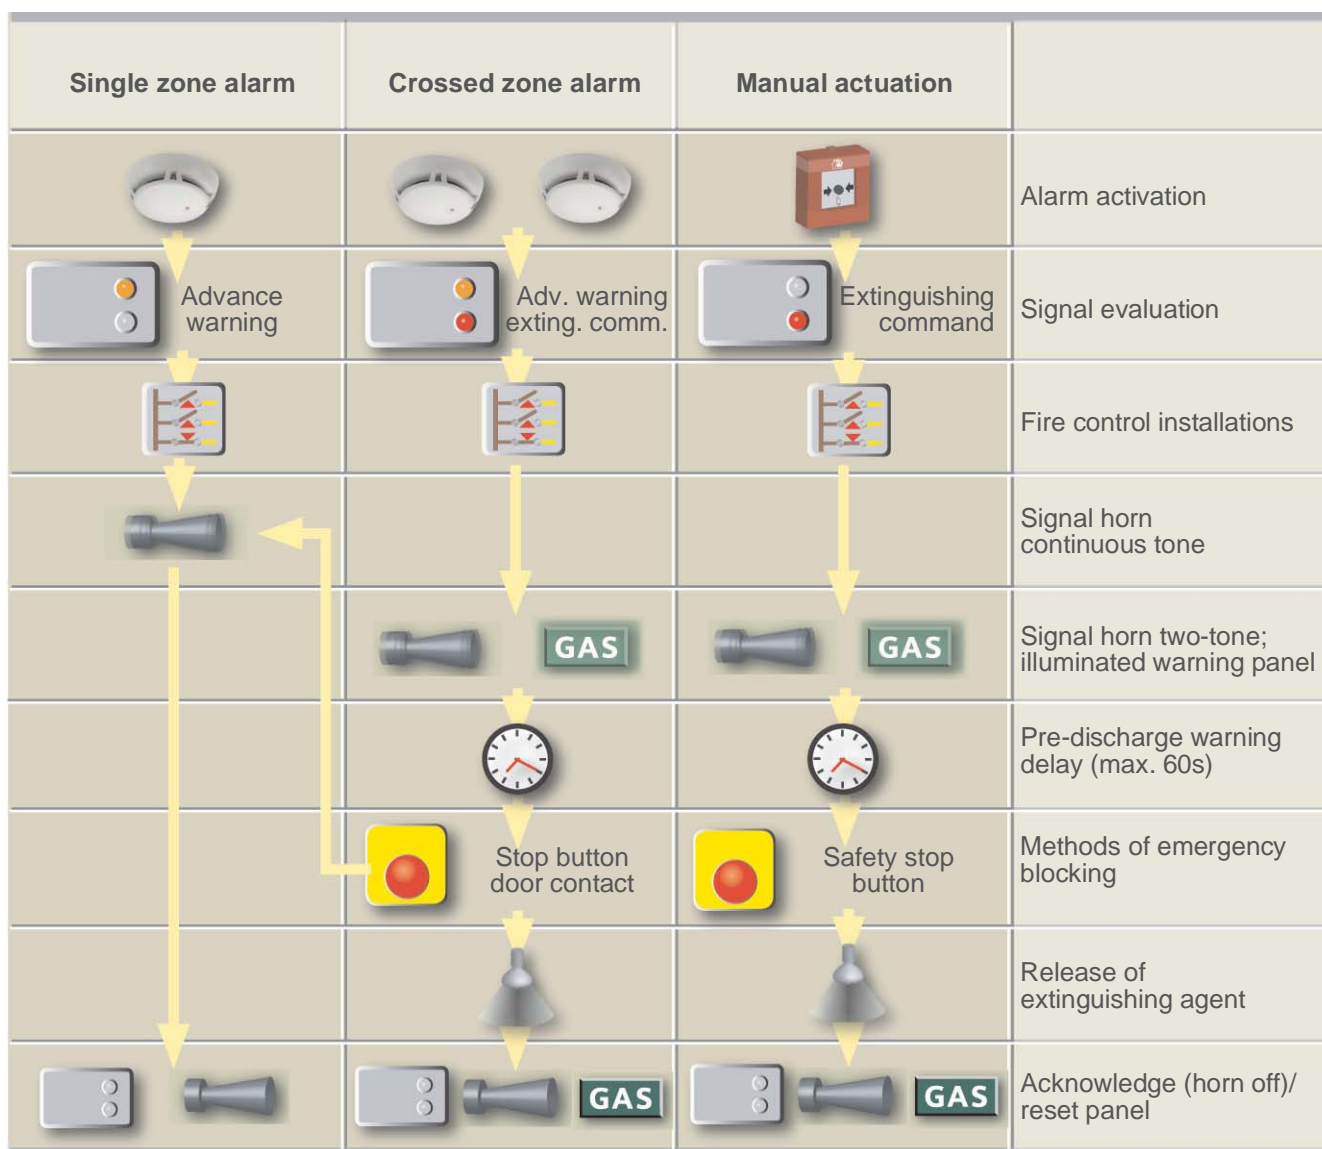 Single zone alarm
Crossed zone alarm
Manual actuation
Alarm activation
Advance
warning
Adv. warning
exting. comm.
Extinguishing
command
Signal evaluation
Fire control installations
Signal horn
continuous tone
GAS
GAS
Signal horn two-tone;
illuminated warning panel
Pre-discharge warning
delay (max. 60s)
Stop button
door contact
Safety stop
button
Methods of emergency
blocking
Release of
extinguishing agent
GAS
GAS
Acknowledge (horn off)/
reset panel